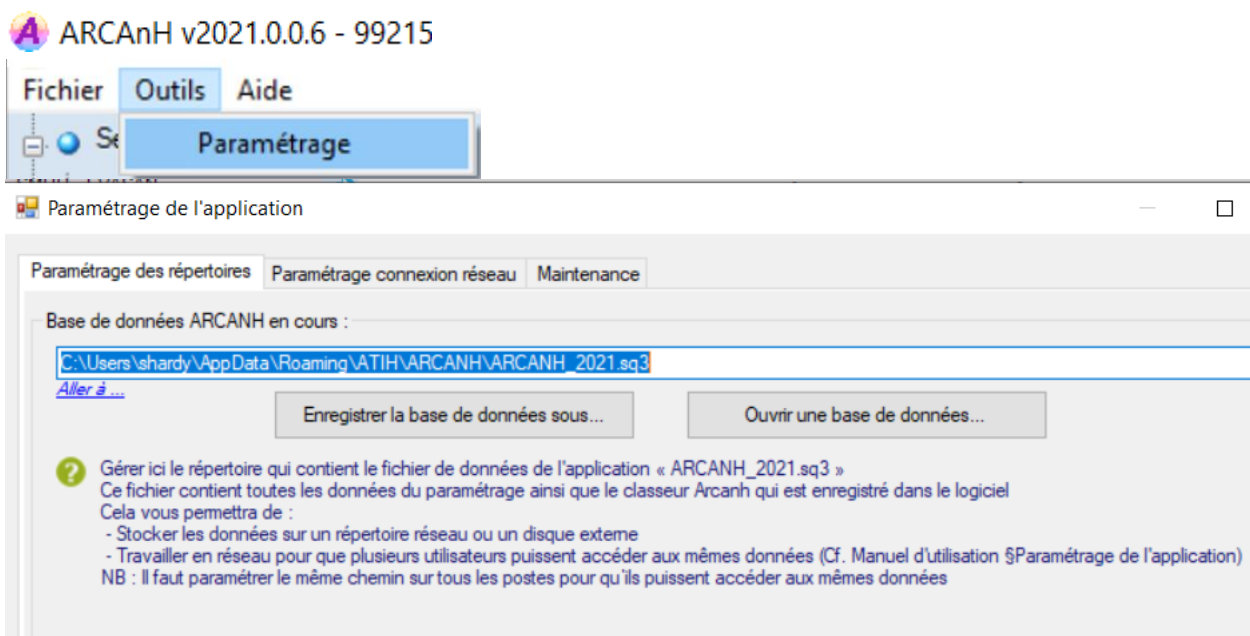 ARCAnH v2021.0.0.6 - 99215
Fichier Outils Aide
Paramétrage
Paramétrage de l'application
Paramétrage des répertoires Paramétrage connexion réseau Maintenance
Base de données ARCANH en cours :
C:\Users\shardy\AppData\Roaming\ATIH\ARCANH\ARCANH_2021.sq3
Aller à ...
Enregistrer la base de données sous... Ouvrir une base de données...
Gérer ici le répertoire qui contient le fichier de données de l'application « ARCANH_2021.sq3 »
Ce fichier contient toutes les données du paramétrage ainsi que le classeur Arcanh qui est enregistré dans le logiciel
Cela vous permettra de :
- Stocker les données sur un répertoire réseau ou un disque externe
- Travailler en réseau pour que plusieurs utilisateurs puissent accéder aux mêmes données (Cf. Manuel d'utilisation §Paramétrage de l'application)
NB : Il faut paramétrer le même chemin sur tous les postes pour qu'ils puissent accéder aux mêmes données